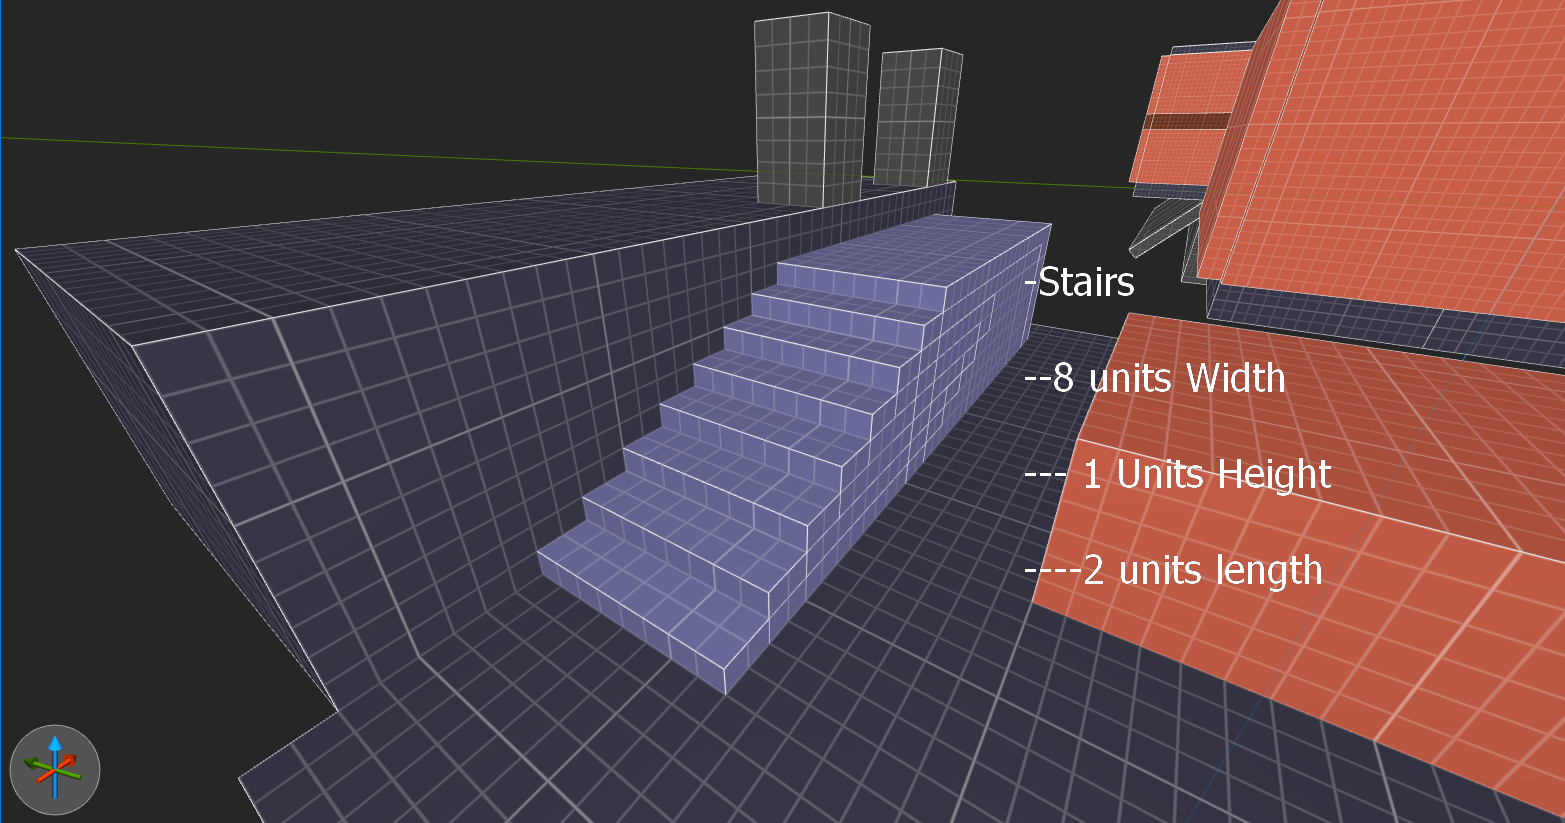 -Stairs
--8 units Width
--- 1 Units Height
----2 units length